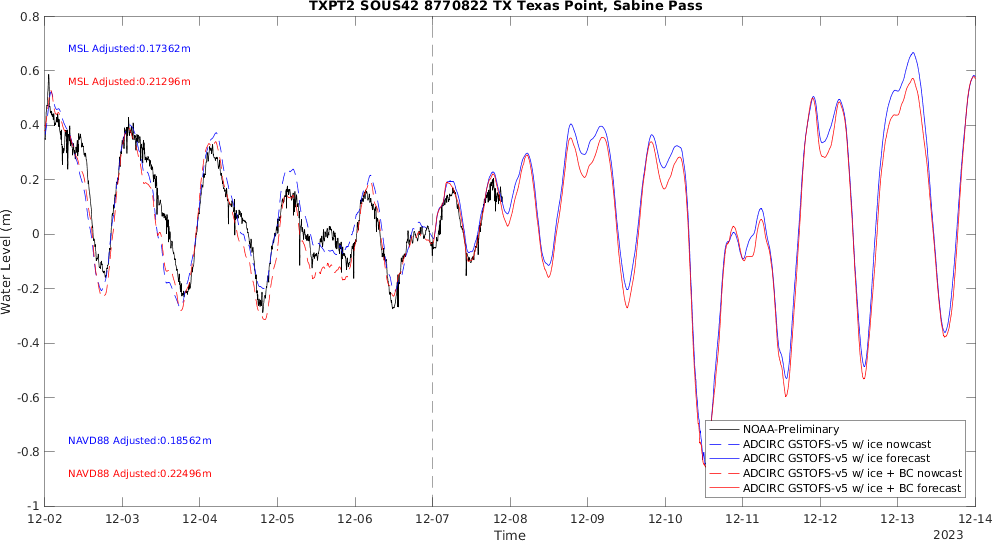 TXPT2 SOUS42 8770822 TX Texas Point, Sabine Pass
0.8
0.6
0.4
0.2
0
-0.2
-0.4
-0.6
-0.8
-1
Water Level (m)
MSL Adjusted:0.17362m
MSL Adjusted:0.21296m
NAVD88 Adjusted:0.18562m
NAVD88 Adjusted:0.22496m
NOAA-Preliminary
ADCIRC GSTOFS-v5 w/ ice nowcast
ADCIRC GSTOFS-v5 w/ ice forecast
ADCIRC GSTOFS-v5 w/ ice + BC nowcast
ADCIRC GSTOFS-v5 w/ ice + BC forecast
12-02 12-03 12-04 12-05 12-06 12-07 12-08 12-09 12-10 12-11 12-12 12-13 12-14
Time
2023